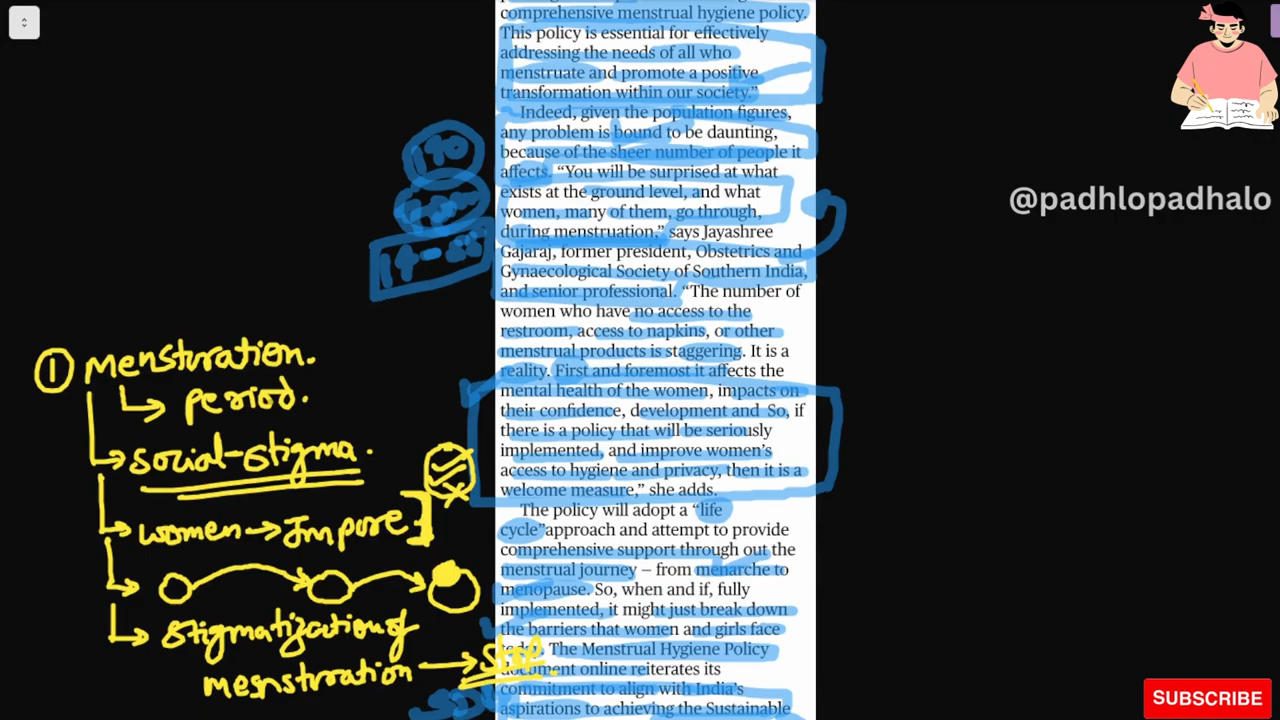 comprehensive menstrual hygiene policy.
This policy is essential for effectively
addressing the needs of all who
menstruate and promote a positive
transformation within our society.”
Indeed, given the population figures,
any problem is bound to be daunting,
because of the sheer number of people it
affects. “You will be surprised at what
exists at the ground level, and what
women, many of them, go through,
during menstruation,” says Jayashree
Gajaraj, former president, Obstetrics and
Gynaecological Society of Southern India,
and senior professional. “The number of
women who have no access to the
restroom, access to napkins, or other
menstrual products is staggering. It is a
reality. First and foremost it affects the
mental health of the women, impacts on
their confidence, development and So, if
there is a policy that will be seriously
implemented, and improve women’s
access to hygiene and privacy, then it is a
welcome measure,” she adds.
The policy will adopt a “life
cycle”approach and attempt to provide
comprehensive support through out the
menstrual journey – from menarche to
menopause. So, when and if, fully
implemented, it might just break down
the barriers that women and girls face
The Menstrual Hygiene Policy
document online reiterates its
commitment to align with India’s
aspirations to achieving the Sustainable
① mensturation.
period.
social-stigma.
women → Impore
stigmatization of
mesnstrration → stop.
@padhlopadhalo
SUBSCRIBE